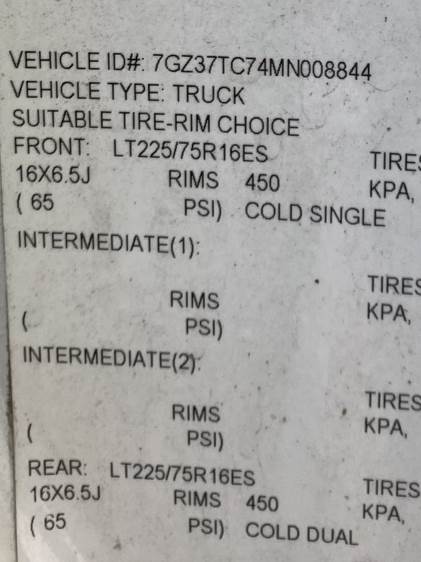 VEHICLE ID#: 7GZ37TC74MN008844
VEHICLE TYPE: TRUCK
SUITABLE TIRE-RIM CHOICE
FRONT: LT225/75R16ES TIRES
16X6.5J RIMS 450 KPA,
( 65 PSI) COLD SINGLE
INTERMEDIATE(1):
TIRES
RIMS KPA,
( PSI)
INTERMEDIATE(2):
TIRES
RIMS KPA,
( PSI)
REAR: LT225/75R16ES TIRES
16X6.5J RIMS 450 KPA,
( 65 PSI) COLD DUAL